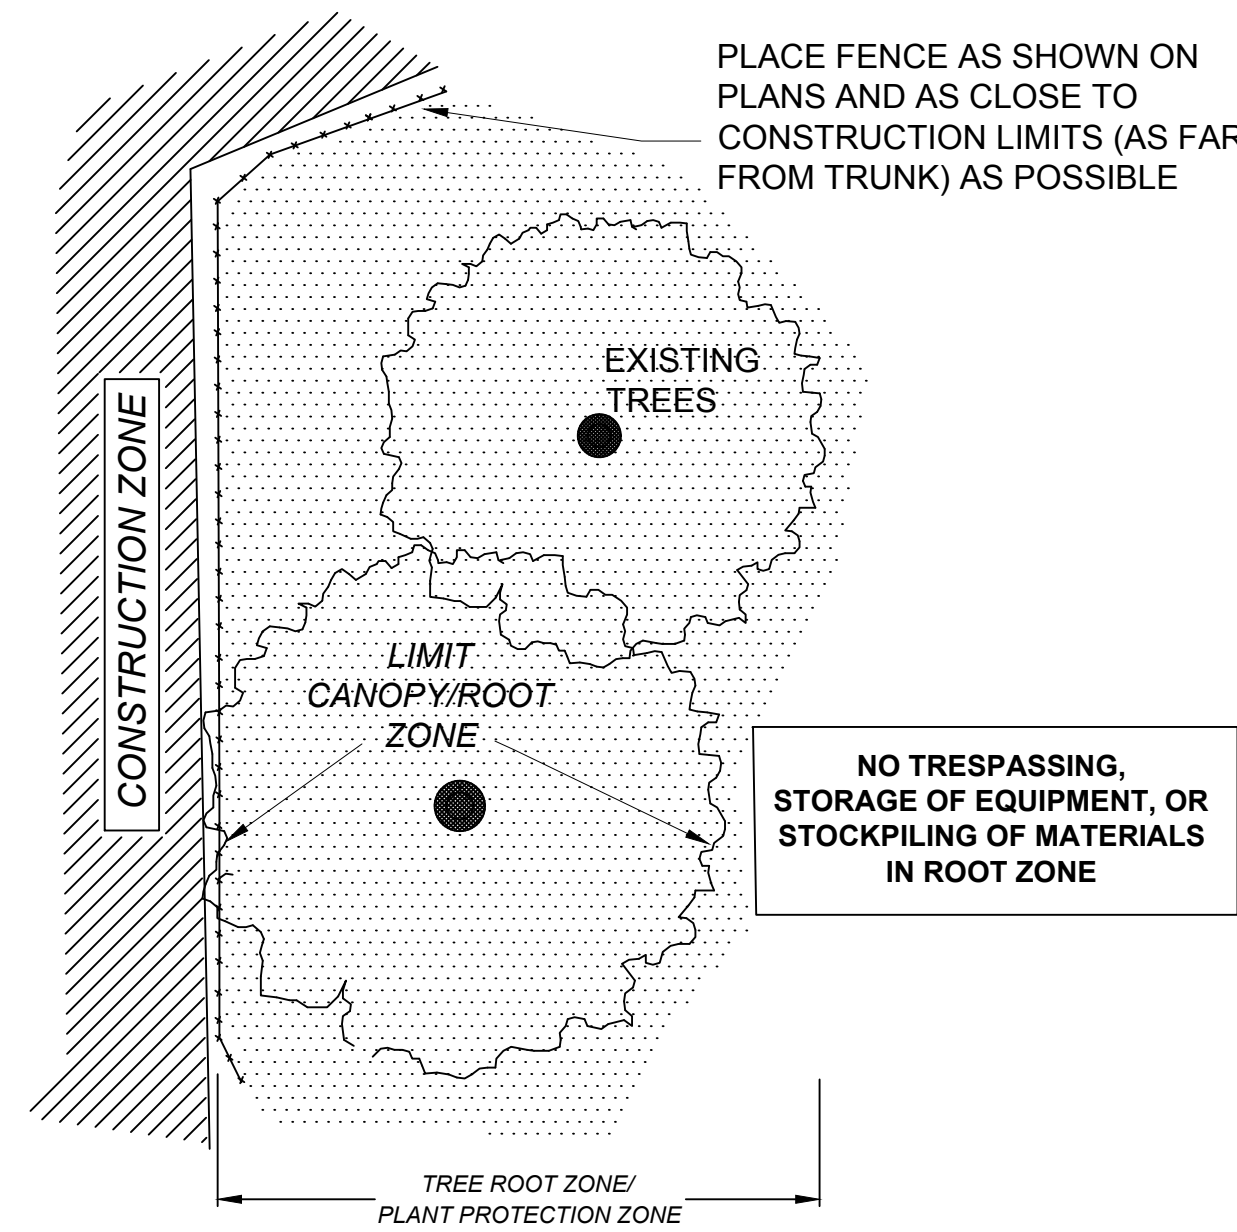 PLACE FENCE AS SHOWN ON
PLANS AND AS CLOSE TO
CONSTRUCTION LIMITS (AS FAR
FROM TRUNK) AS POSSIBLE
EXISTING
TREES
CONSTRUCTION ZONE
LIMIT
CANOPY/ROOT
ZONE
NO TRESPASSING,
STORAGE OF EQUIPMENT, OR
STOCKPILING OF MATERIALS
IN ROOT ZONE
TREE ROOT ZONE/
PLANT PROTECTION ZONE